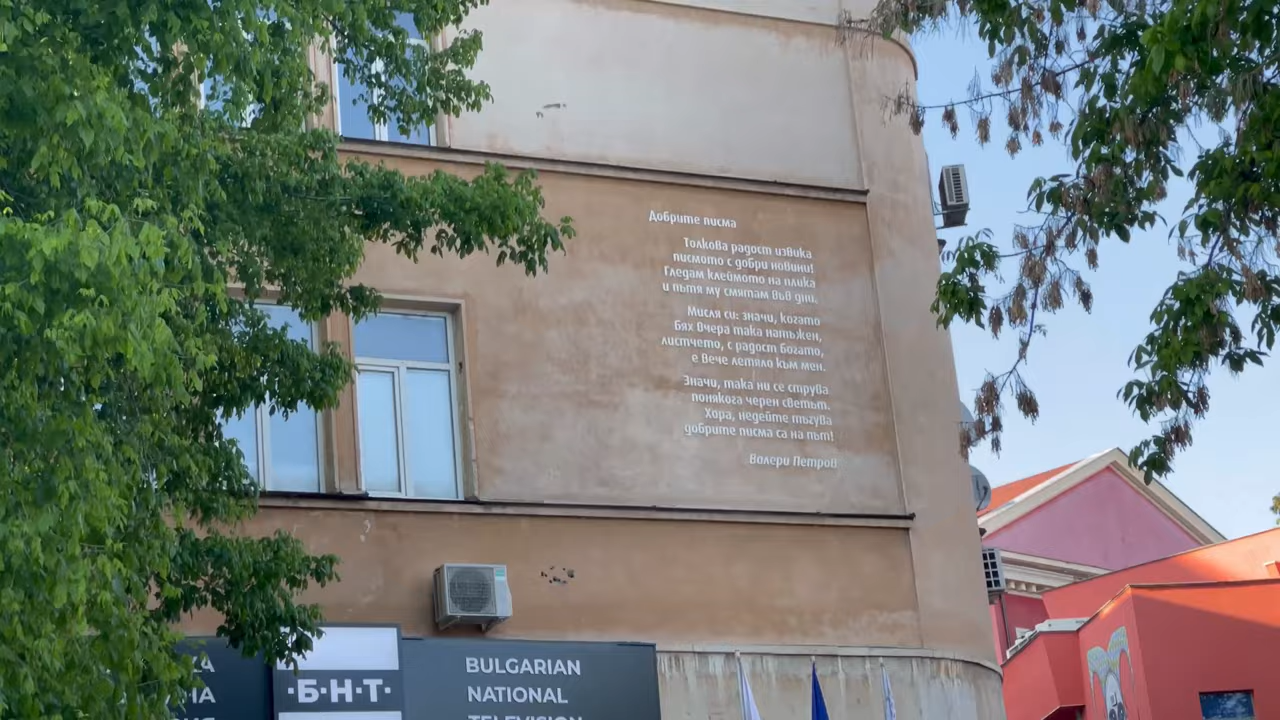 Добрите писма
Толкова радост извика
писмото с добри новини!
Гледам клеймото на плика
и пътя му смятам във дни.
Мисля си: значи, когато
бях вчера така натъжен,
листчето, с радост богато,
е вече летяло към мен.
Значи, така ни се струва
понякога черен светът.
Хора, недейте тъгува
добрите писма са на път!
Валери Петров
·Б·Н·Т·
BULGARIAN
NATIONAL
TELEVISION